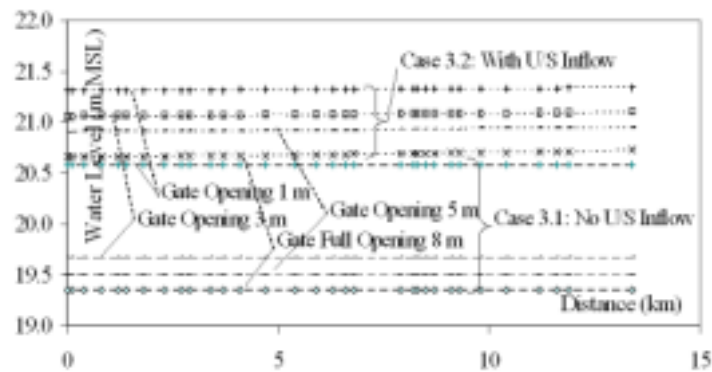 22.0
21.5
21.0
20.5
20.0
19.5
19.0
Water Level (m, MSL)
Case 3.2: With U/S Inflow
Gate Opening 1 m
Gate Opening 3 m
Gate Opening 5 m
Gate Full Opening 8 m
Case 3.1: No U/S Inflow
Distance (km)
0
5
10
15